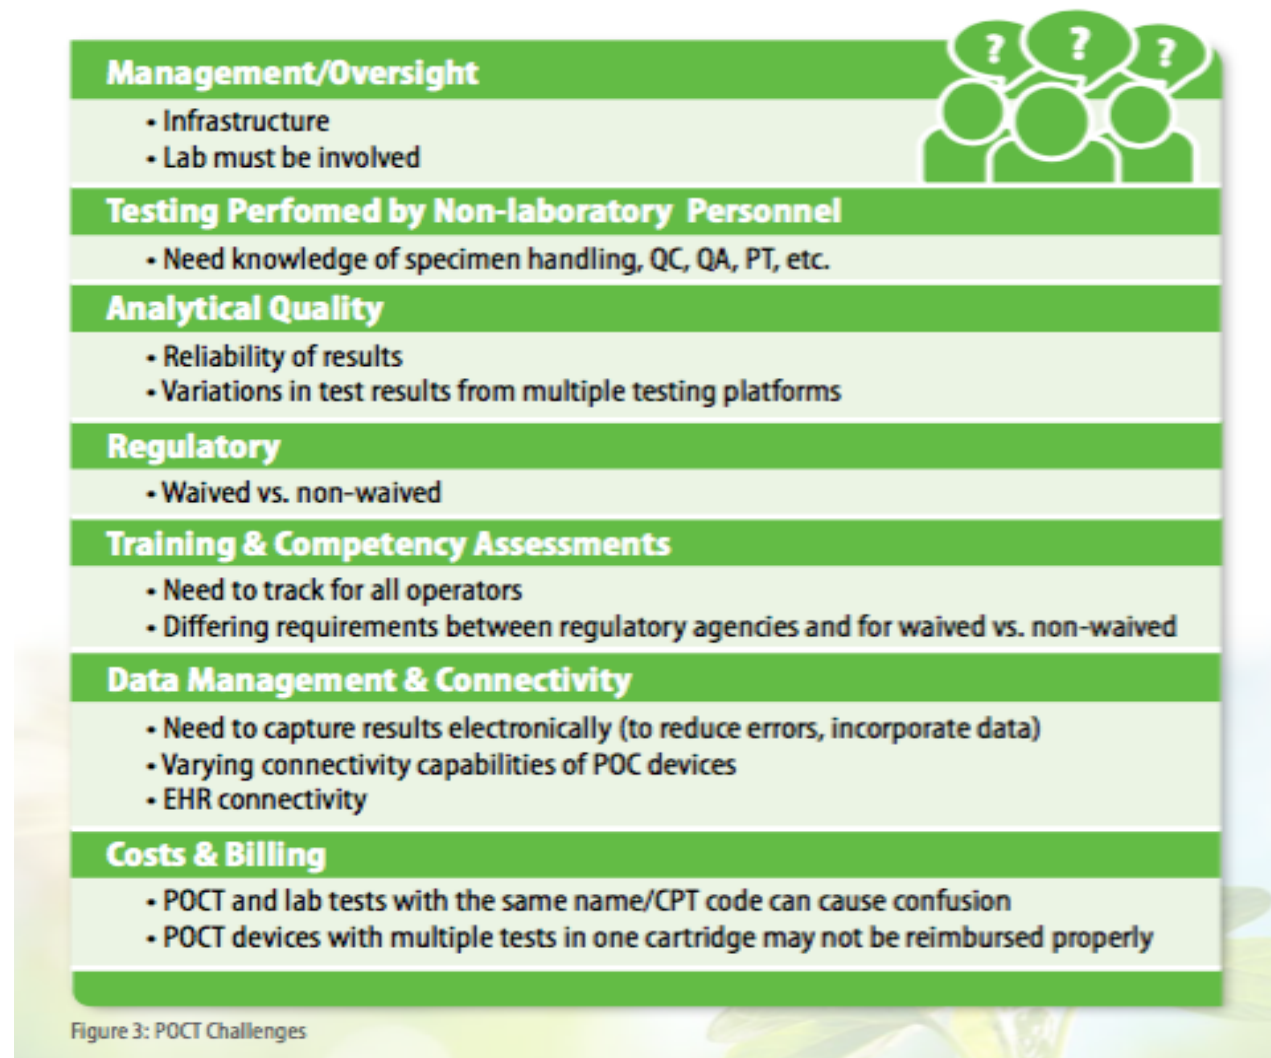 ? ? ?
Management/Oversight
• Infrastructure
• Lab must be involved
Testing Perfomed by Non-laboratory Personnel
• Need knowledge of specimen handling, QC, QA, PT, etc.
Analytical Quality
• Reliability of results
• Variations in test results from multiple testing platforms
Regulatory
• Waived vs. non-waived
Training & Competency Assessments
• Need to track for all operators
• Differing requirements between regulatory agencies and for waived vs. non-waived
Data Management & Connectivity
• Need to capture results electronically (to reduce errors, incorporate data)
• Varying connectivity capabilities of POC devices
• EHR connectivity
Costs & Billing
• POCT and lab tests with the same name/CPT code can cause confusion
• POCT devices with multiple tests in one cartridge may not be reimbursed properly
Figure 3: POCT Challenges